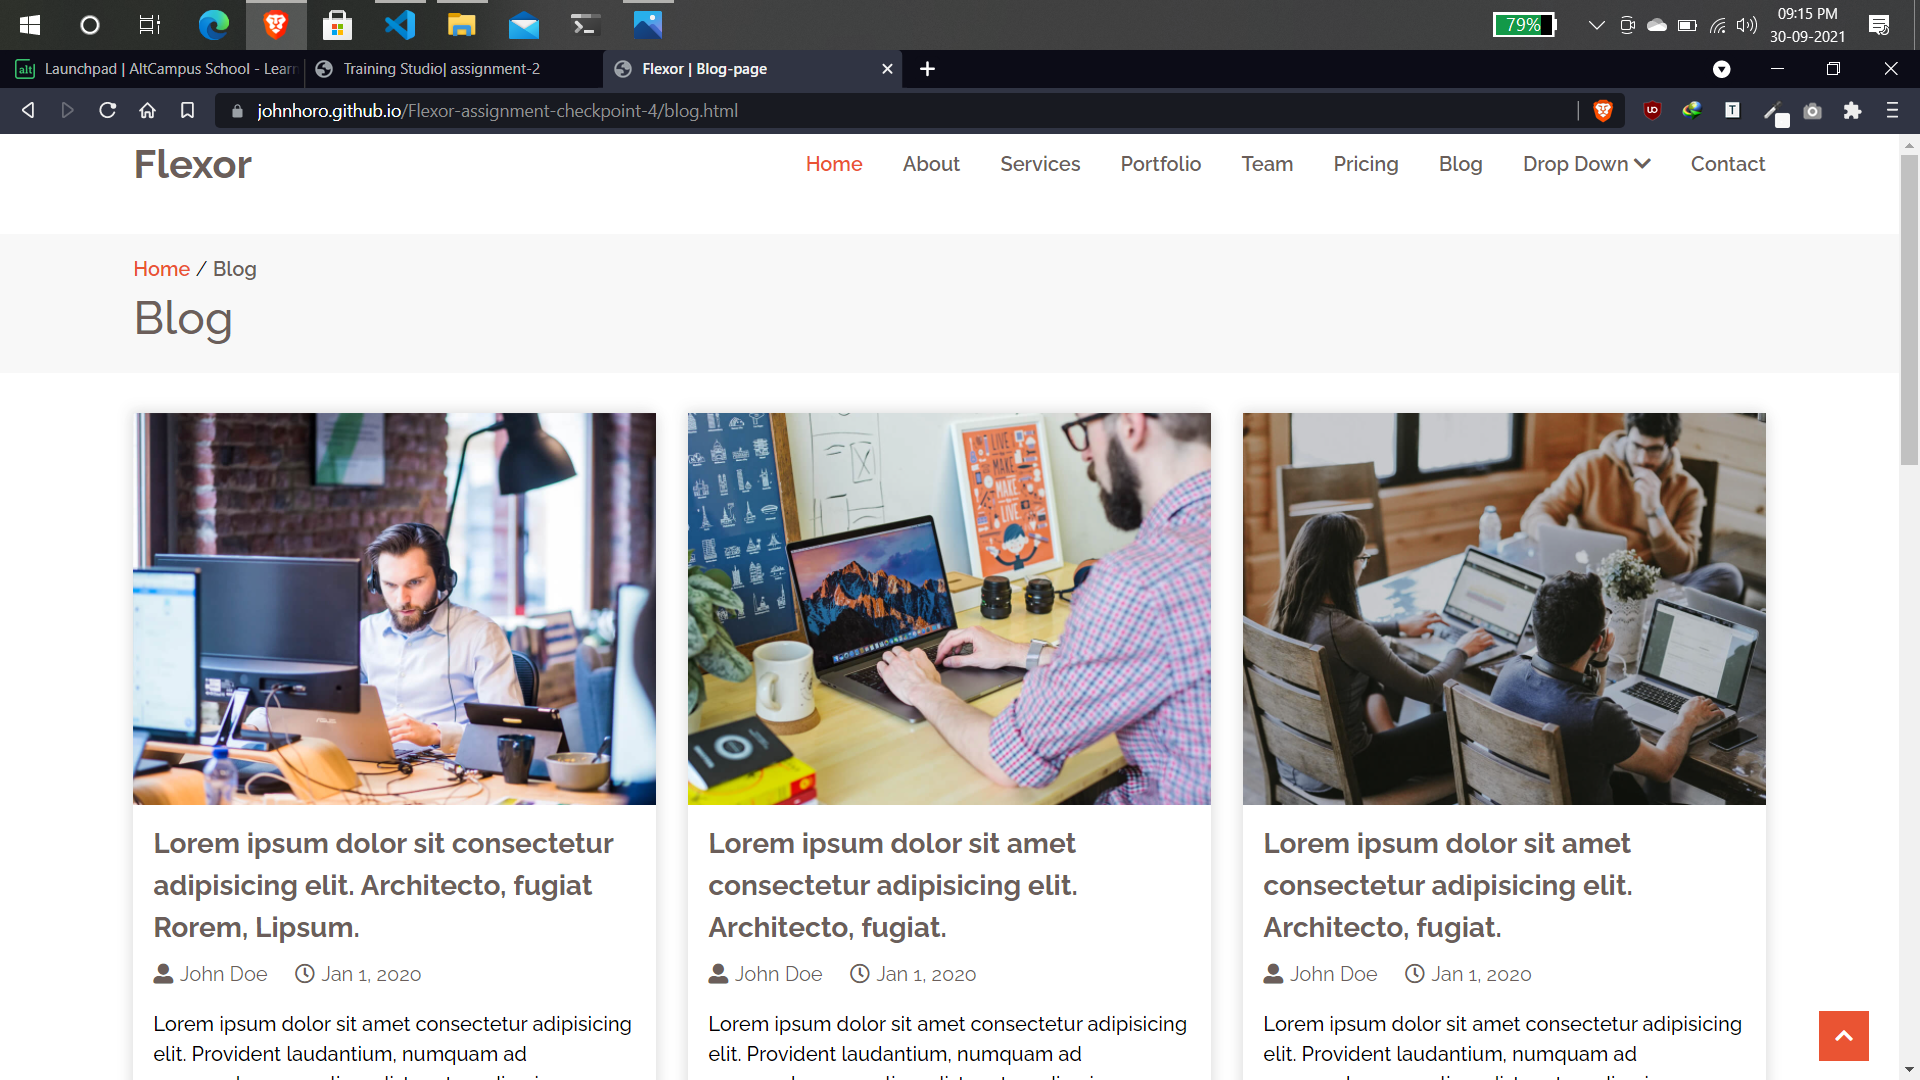 79%
09:15 PM
30-09-2021
Launchpad | AltCampus School - Learn
Training Studio| assignment-2
Flexor | Blog-page
johnhoro.github.io/Flexor-assignment-checkpoint-4/blog.html
Flexor
Home About Services Portfolio Team Pricing Blog Drop Down Contact
Home / Blog
Blog
LIVE
MAKE
MAKE
LIVE
Lorem ipsum dolor sit consectetur
adipisicing elit. Architecto, fugiat
Rorem, Lipsum.
John Doe Jan 1, 2020
Lorem ipsum dolor sit amet consectetur adipisicing
elit. Provident laudantium, numquam ad
Lorem ipsum dolor sit amet
consectetur adipisicing elit.
Architecto, fugiat.
John Doe Jan 1, 2020
Lorem ipsum dolor sit amet consectetur adipisicing
elit. Provident laudantium, numquam ad
Lorem ipsum dolor sit amet
consectetur adipisicing elit.
Architecto, fugiat.
John Doe Jan 1, 2020
Lorem ipsum dolor sit amet consectetur adipisicing
elit. Provident laudantium, numquam ad